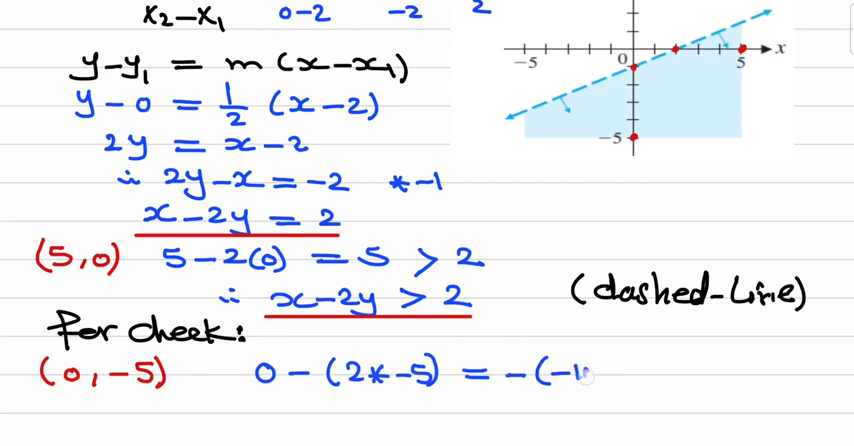 x₂-x₁ 0-2 -2 2
y-y₁ = m (x-x₁)
y-0 = 1/2 (x-2)
2y = x-2
∴ 2y-x = -2 *-1
x-2y = 2
(5,0) 5-2(0) = 5 > 2
∴ x-2y > 2 (dashed-Line)
For check:
(0,-5) 0-(2*-5) = -(-1
-5 0 5 x
-5